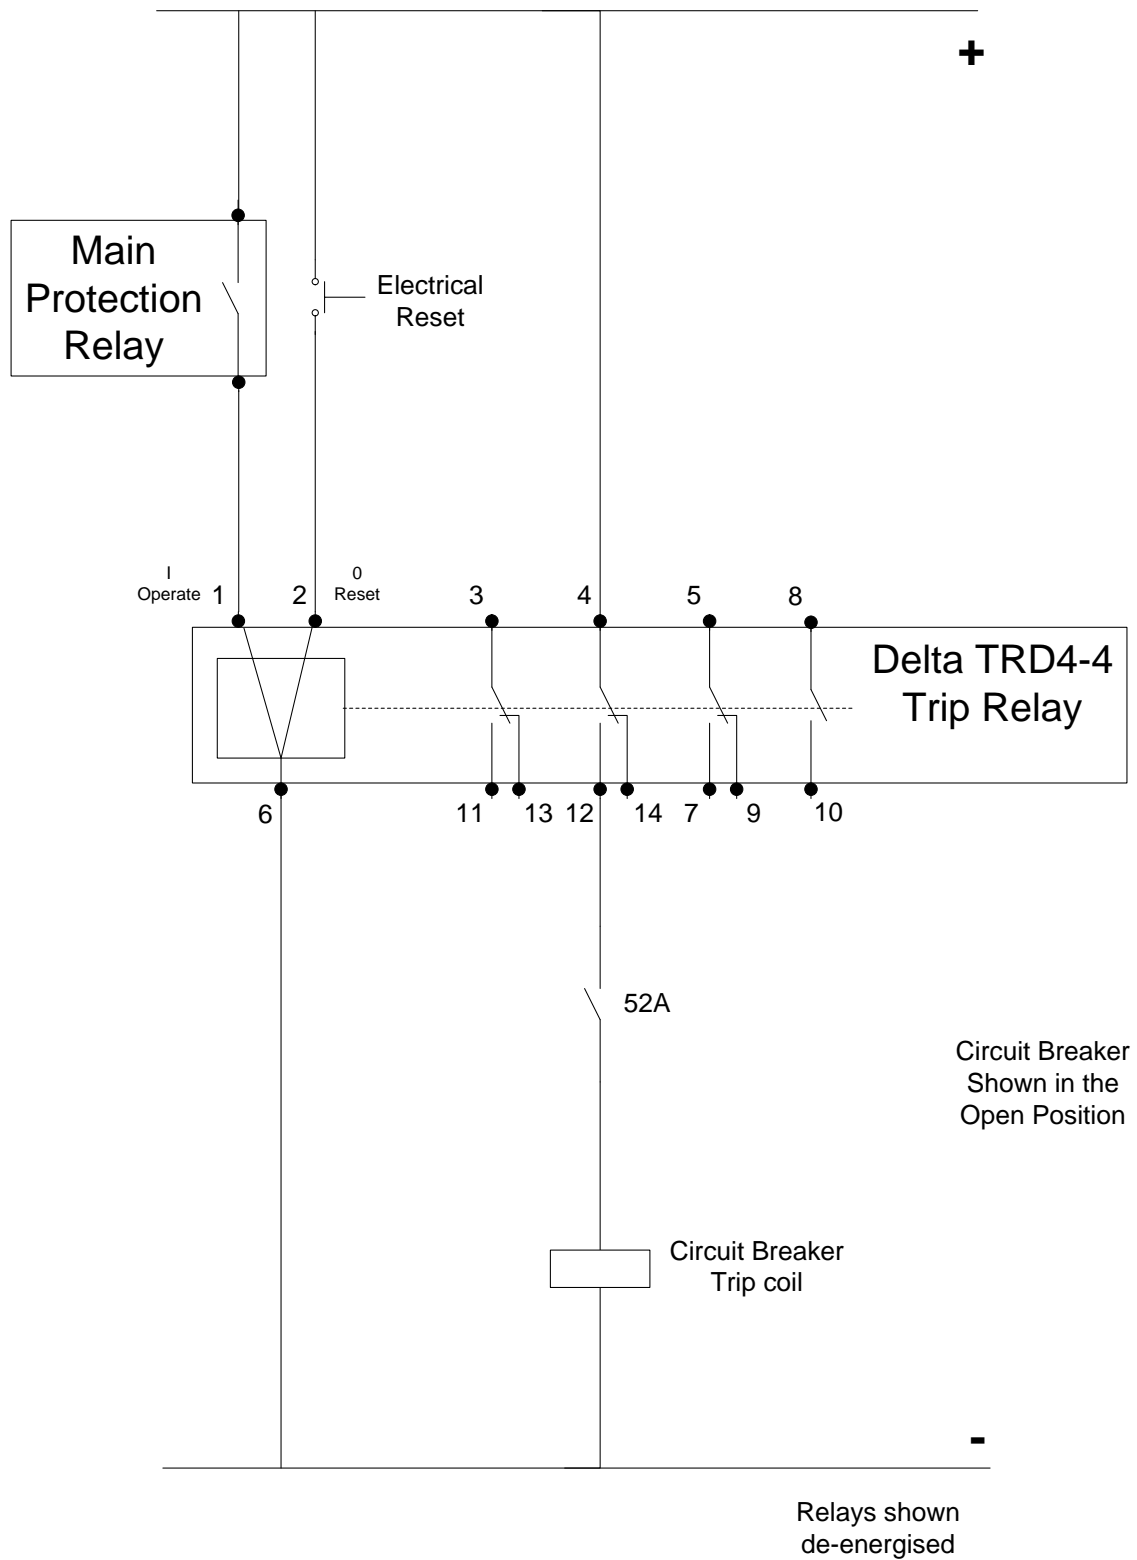 +
Main
Protection
Relay
Electrical
Reset
I
Operate
1
2
0
Reset
3
4
5
8
Delta TRD4-4
Trip Relay
6
11
13
12
14
7
9
10
52A
Circuit Breaker
Shown in the
Open Position
Circuit Breaker
Trip coil
-
Relays shown
de-energised